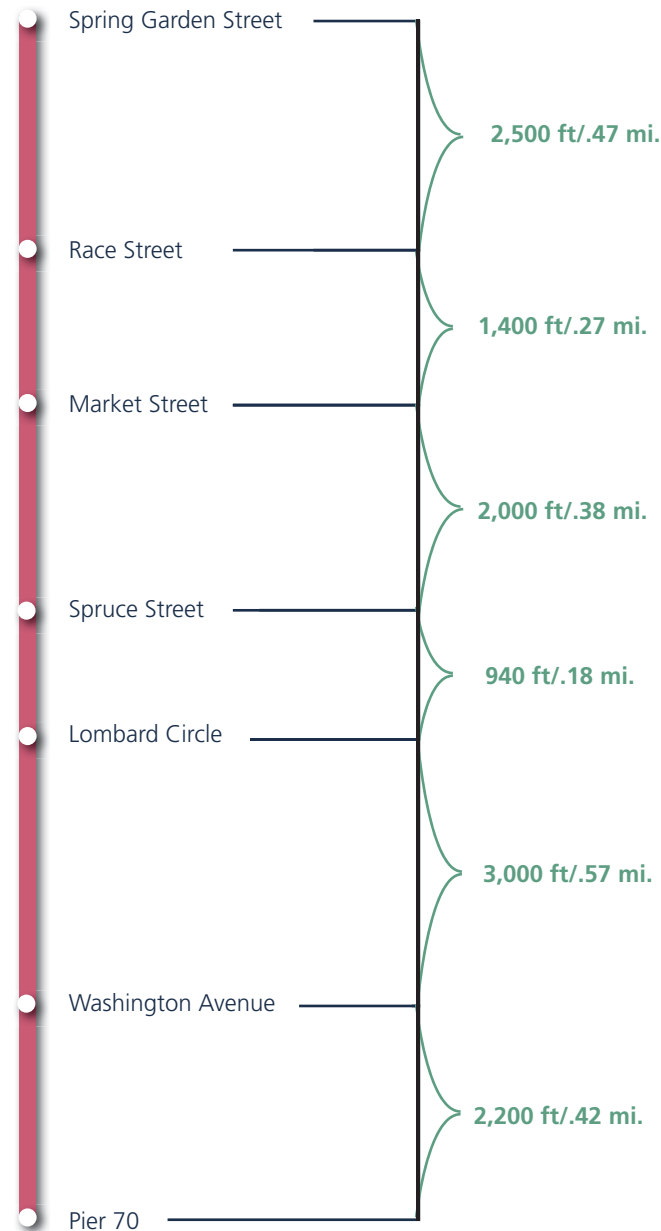 Spring Garden Street
2,500 ft/.47 mi.
Race Street
1,400 ft/.27 mi.
Market Street
2,000 ft/.38 mi.
Spruce Street
940 ft/.18 mi.
Lombard Circle
3,000 ft/.57 mi.
Washington Avenue
2,200 ft/.42 mi.
Pier 70